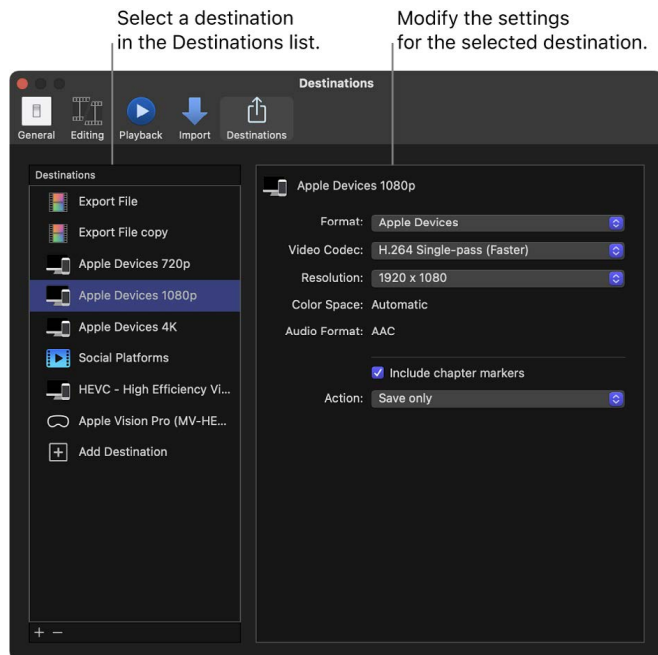 Select a destination
in the Destinations list.
Modify the settings
for the selected destination.
Destinations
General Editing Playback Import Destinations
Destinations
Export File
Export File copy
Apple Devices 720p
Apple Devices 1080p
Apple Devices 4K
Social Platforms
HEVC - High Efficiency Vi...
Apple Vision Pro (MV-HE...
Add Destination
Apple Devices 1080p
Format: Apple Devices
Video Codec: H.264 Single-pass (Faster)
Resolution: 1920 x 1080
Color Space: Automatic
Audio Format: AAC
Include chapter markers
Action: Save only